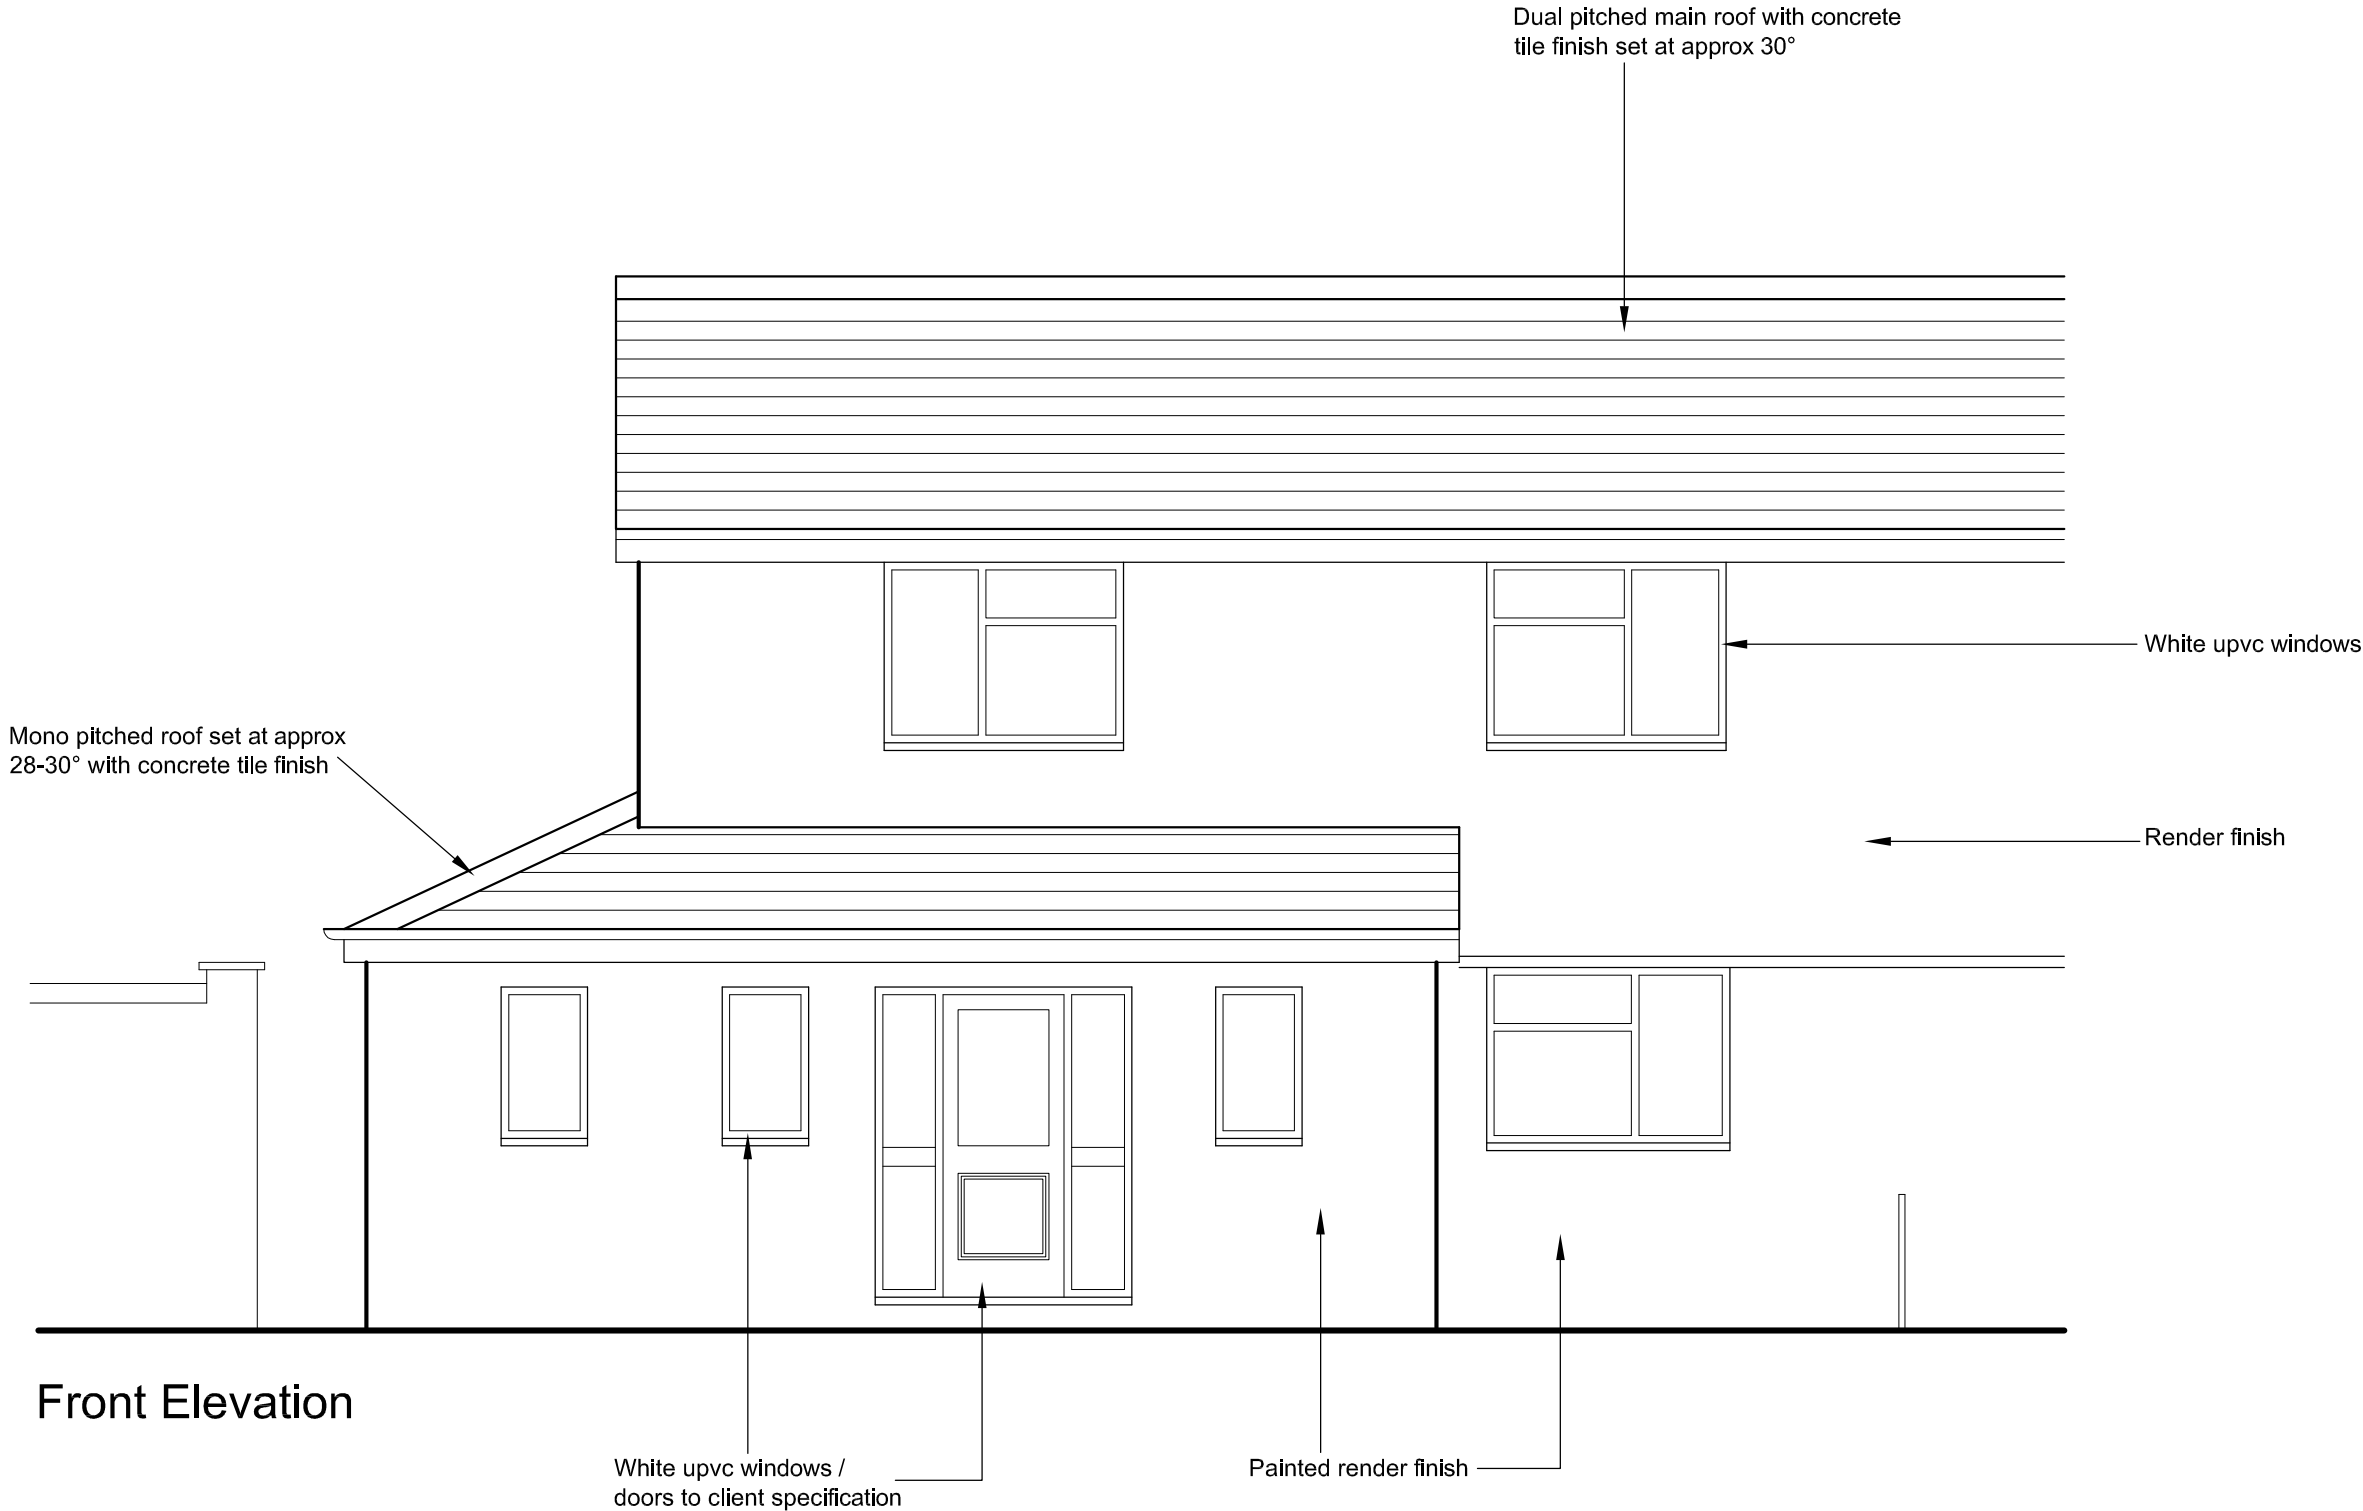 Dual pitched main roof with concrete
tile finish set at approx 30°
White upvc windows
Mono pitched roof set at approx
28-30° with concrete tile finish
Render finish
Front Elevation
White upvc windows /
doors to client specification
Painted render finish